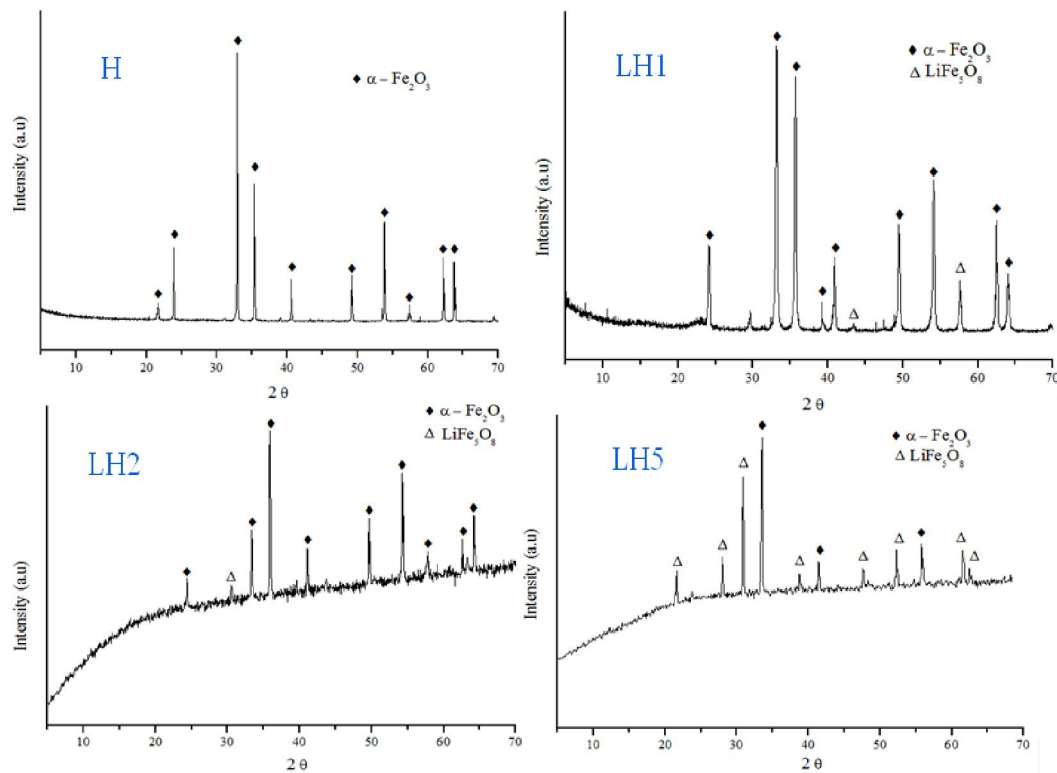 H
◆ α – Fe₂O₃
Intensity (a.u)
10 20 30 40 50 60 70
2 θ
LH1
◆ α – Fe₂O₃
Δ LiFe₅O₈
Intensity (a.u)
10 20 30 40 50 60 70
2 θ
LH2
◆ α – Fe₂O₃
Δ LiFe₅O₈
Intensity (a.u)
10 20 30 40 50 60 70
2 θ
LH5
◆ α – Fe₂O₃
Δ LiFe₅O₈
Intensity (a.u)
10 20 30 40 50 60 70
2 θ